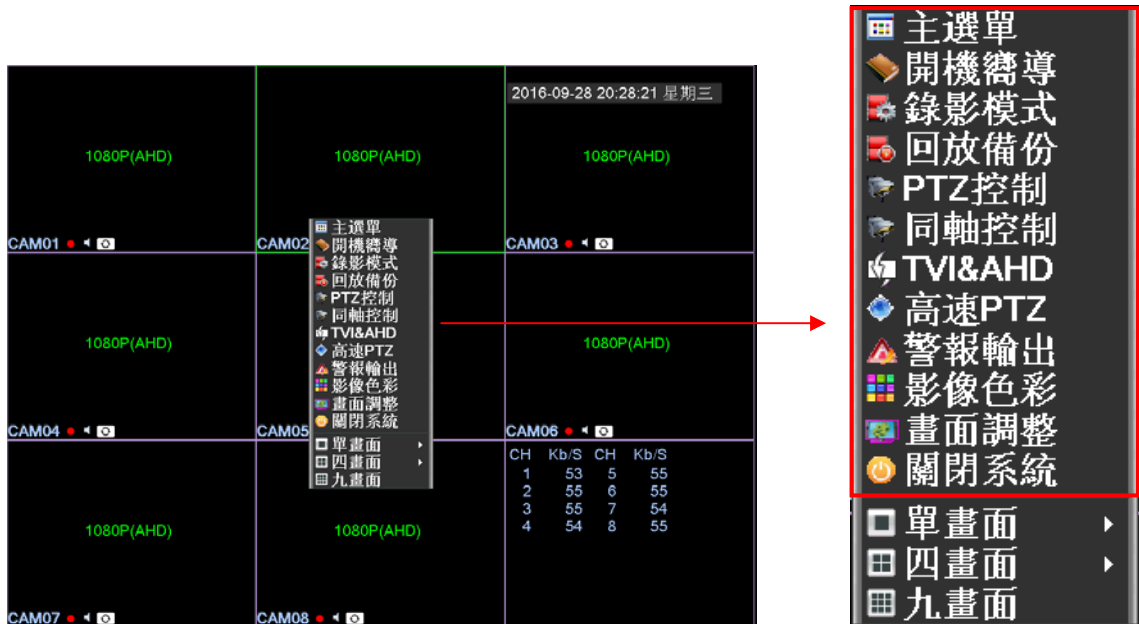 2016-09-28 20:28:21 星期三
1080P(AHD)
1080P(AHD)
1080P(AHD)
CAM01
CAM02
CAM03
主選單
開機嚮導
錄影模式
回放備份
PTZ控制
同軸控制
TVI&AHD
高速PTZ
警報輸出
影像色彩
畫面調整
關閉系統
單畫面
四畫面
九畫面
1080P(AHD)
1080P(AHD)
CAM04
CAM05
CAM06
CH Kb/S CH Kb/S
1 53 5 55
2 55 6 55
3 55 7 54
4 54 8 55
1080P(AHD)
1080P(AHD)
CAM07
CAM08
主選單
開機嚮導
錄影模式
回放備份
PTZ控制
同軸控制
TVI&AHD
高速PTZ
警報輸出
影像色彩
畫面調整
關閉系統
單畫面
四畫面
九畫面